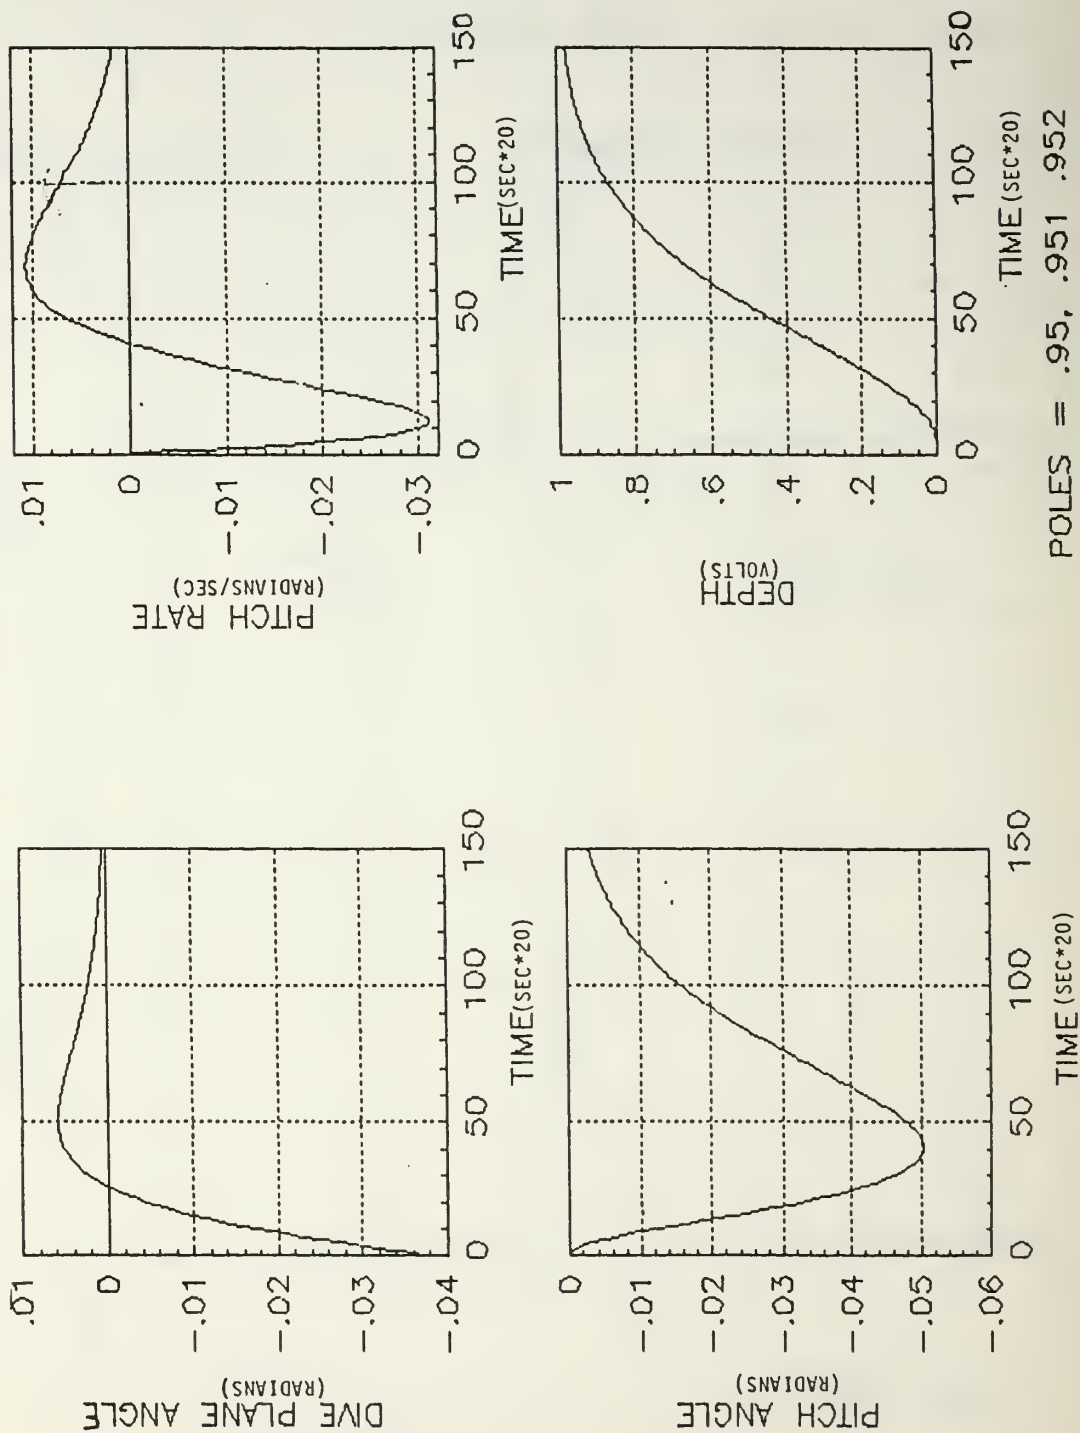 DIVE PLANE ANGLE
(RADIANS)
.01
0
-.01
-.02
-.03
-.04
0 50 100 150
TIME(SEC*20)
PITCH RATE
(RADIANS/SEC)
.01
0
-.01
-.02
-.03
0 50 100 150
TIME(SEC*20)
PITCH ANGLE
(RADIANS)
0
-.01
-.02
-.03
-.04
-.05
-.06
0 50 100 150
TIME(SEC*20)
DEPTH
(VOLTS)
1
.8
.6
.4
.2
0
0 50 100 150
TIME(SEC*20)
POLES = .95, .951 .952